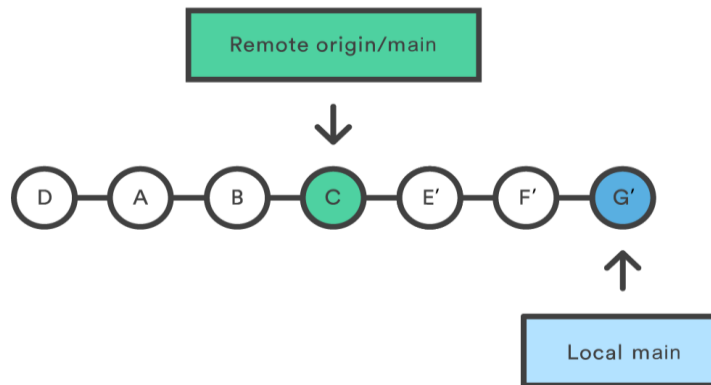 Remote origin/main
D
A
B
C
E′
F′
G′
Local main